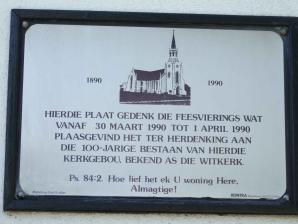 1890 1990
HIERDIE PLAAT GEDENK DIE FEESVIERINGS WAT
VANAF 30 MAART 1990 TOT 1 APRIL 1990
PLAASGEVIND HET TER HERDENKING AAN
DIE 100-JARIGE BESTAAN VAN HIERDIE
KERKGEBOU, BEKEND AS DIE WITKERK.
Ps. 84:2. Hoe lief het ek U woning Here,
Almagtige!